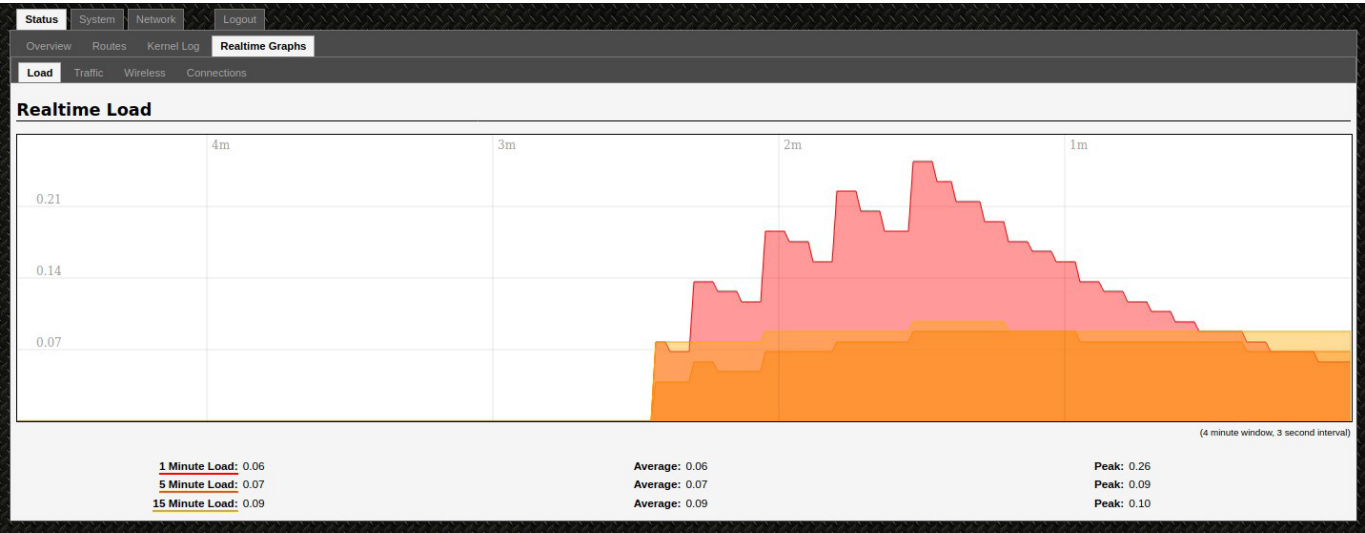 Status System Network Logout
Overview Routes Kernel Log Realtime Graphs
Load Traffic Wireless Connections
Realtime Load
4m 3m 2m 1m
0.21
0.14
0.07
(4 minute window, 3 second interval)
1 Minute Load: 0.06 Average: 0.06 Peak: 0.26
5 Minute Load: 0.07 Average: 0.07 Peak: 0.09
15 Minute Load: 0.09 Average: 0.09 Peak: 0.10